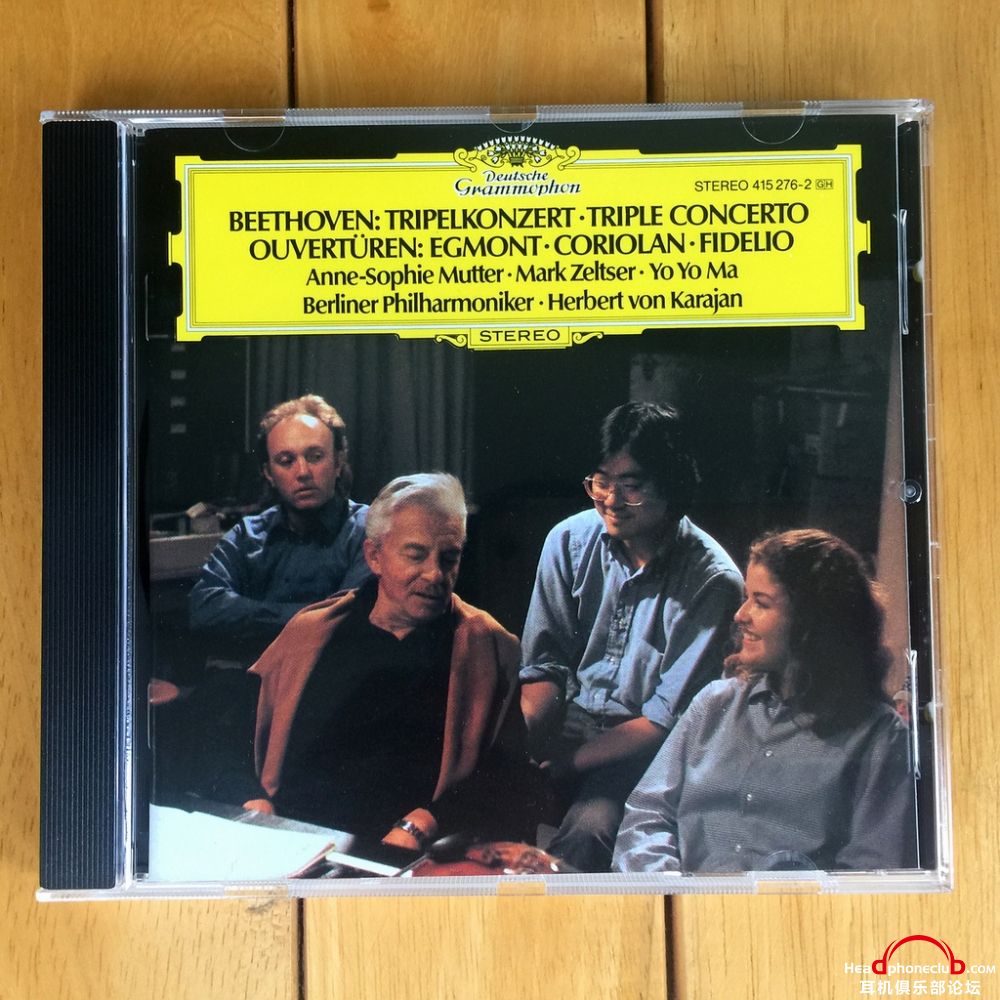 Deutsche
Grammophon
STEREO 415 276-2 GH
BEETHOVEN: TRIPELKONZERT · TRIPLE CONCERTO
OUVERTÜREN: EGMONT · CORIOLAN · FIDELIO
Anne-Sophie Mutter · Mark Zeltser · Yo Yo Ma
Berliner Philharmoniker · Herbert von Karajan
STEREO
Headphoneclub.com
耳机俱乐部论坛